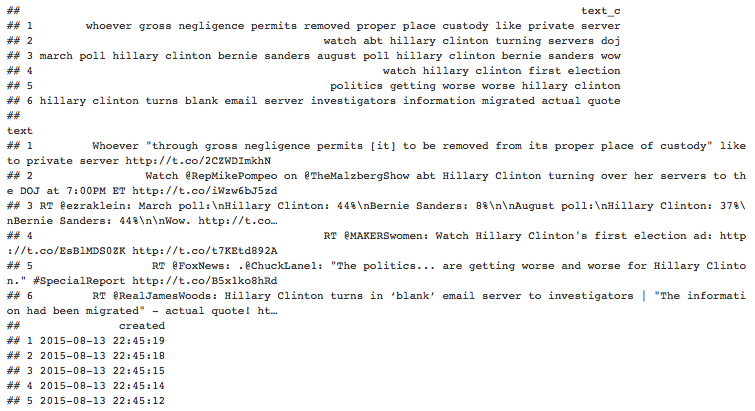 ## text_c
## 1 whoever gross negligence permits removed proper place custody like private server
## 2 watch abt hillary clinton turning servers doj
## 3 march poll hillary clinton bernie sanders august poll hillary clinton bernie sanders wow
## 4 watch hillary clinton first election
## 5 politics getting worse worse hillary clinton
## 6 hillary clinton turns blank email server investigators information migrated actual quote
##
text
## 1 Whoever "through gross negligence permits [it] to be removed from its proper place of custody" like
to private server http://t.co/2CZWDImkhN
## 2 Watch @RepMikePompeo on @TheMalzbergShow abt Hillary Clinton turning over her servers to th
e DOJ at 7:00PM ET http://t.co/iWzw6bJ5zd
## 3 RT @ezraklein: March poll:\nHillary Clinton: 44%\nBernie Sanders: 8%\n\nAugust poll:\nHillary Clinton: 37%\
nBernie Sanders: 44%\n\nWow. http://t.co…
## 4 RT @MAKERSwomen: Watch Hillary Clinton's first election ad: http
://t.co/EsBlMDS0ZK http://t.co/t7KEtd892A
## 5 RT @FoxNews: .@ChuckLane1: "The politics... are getting worse and worse for Hillary Clinto
n." #SpecialReport http://t.co/B5x1ko8hRd
## 6 RT @RealJamesWoods: Hillary Clinton turns in ‘blank’ email server to investigators | "The informati
on had been migrated" – actual quote! ht…
## created
## 1 2015-08-13 22:45:19
## 2 2015-08-13 22:45:18
## 3 2015-08-13 22:45:15
## 4 2015-08-13 22:45:14
## 5 2015-08-13 22:45:12